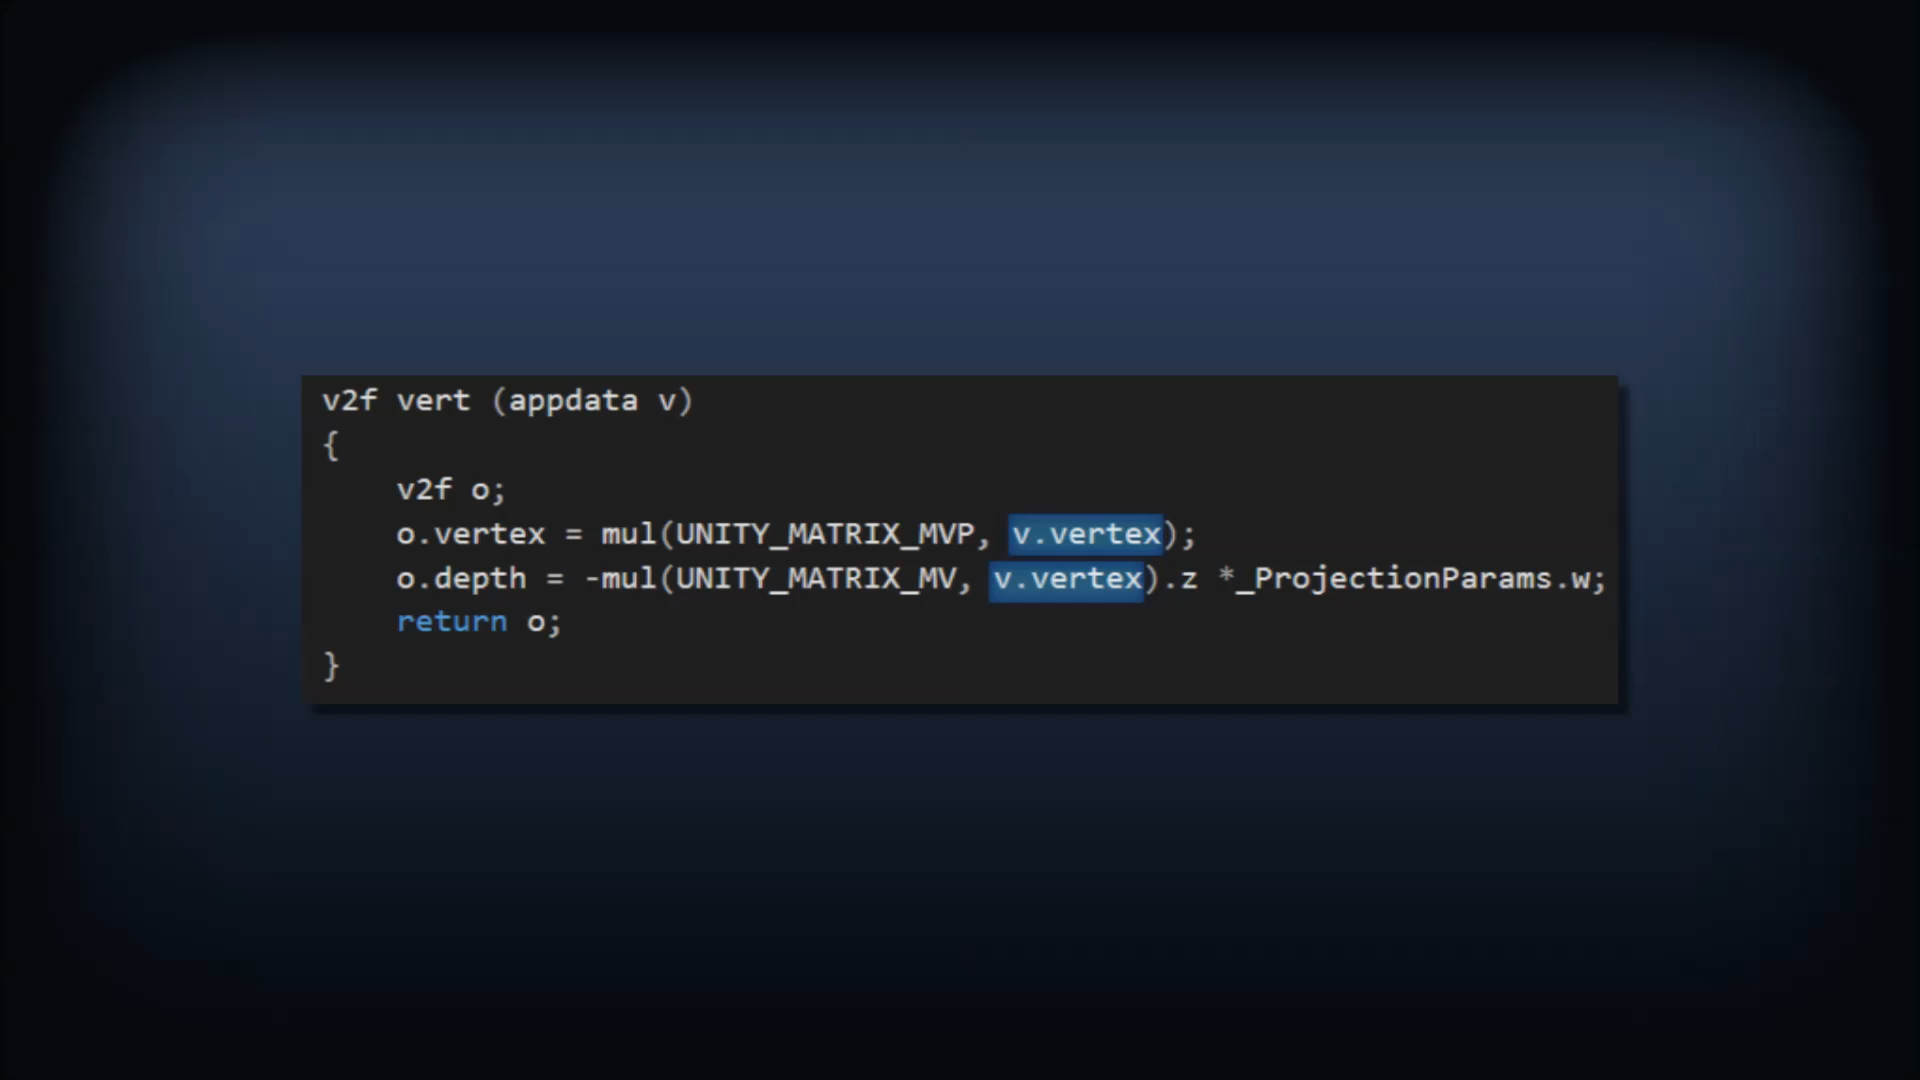 v2f vert (appdata v)
{
v2f o;
o.vertex = mul(UNITY_MATRIX_MVP, v.vertex);
o.depth = -mul(UNITY_MATRIX_MV, v.vertex).z *_ProjectionParams.w;
return o;
}